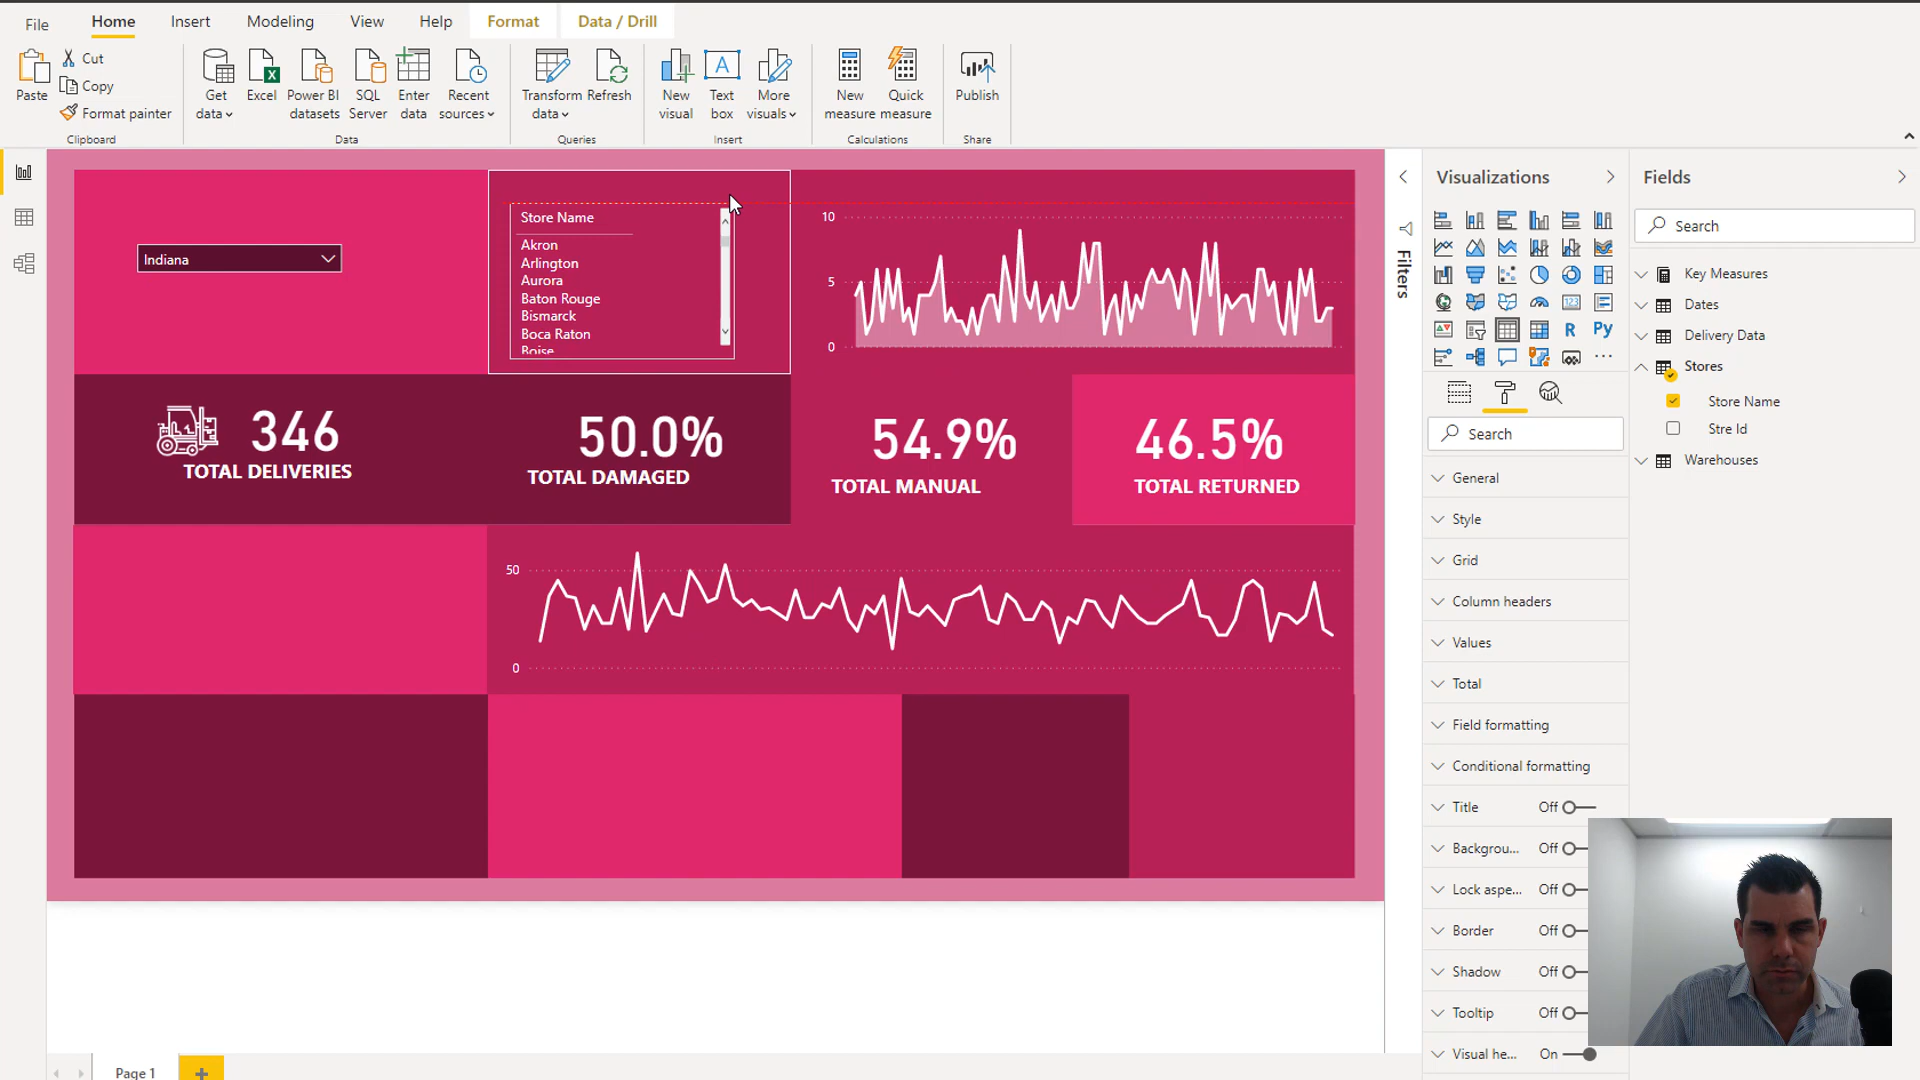 File
Home
Insert
Modeling
View
Help
Format
Data / Drill
Paste
Cut
Copy
Format painter
Clipboard
Get data
Excel
Power BI datasets
SQL Server
Enter data
Recent sources
Data
Transform data
Refresh
Queries
New visual
Text box
More visuals
Insert
New measure
Quick measure
Calculations
Publish
Share
Indiana
Store Name
Akron
Arlington
Aurora
Baton Rouge
Bismarck
Boca Raton
Boise
10
5
0
346
TOTAL DELIVERIES
50.0%
TOTAL DAMAGED
54.9%
TOTAL MANUAL
46.5%
TOTAL RETURNED
50
0
Page 1
Filters
Visualizations
R
Py
Search
General
Style
Grid
Column headers
Values
Total
Field formatting
Conditional formatting
Title Off
Backgrou... Off
Lock aspe... Off
Border Off
Shadow Off
Tooltip Off
Visual he... On
Fields
Search
Key Measures
Dates
Delivery Data
Stores
Store Name
Stre Id
Warehouses